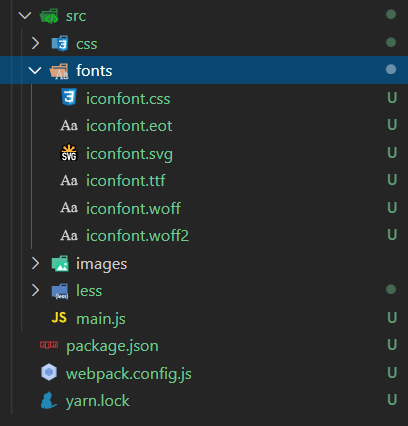 src
css
fonts
iconfont.css U
Aa iconfont.eot U
SVG iconfont.svg U
Aa iconfont.ttf U
Aa iconfont.woff U
Aa iconfont.woff2 U
images
less
JS main.js U
package.json U
webpack.config.js U
yarn.lock U